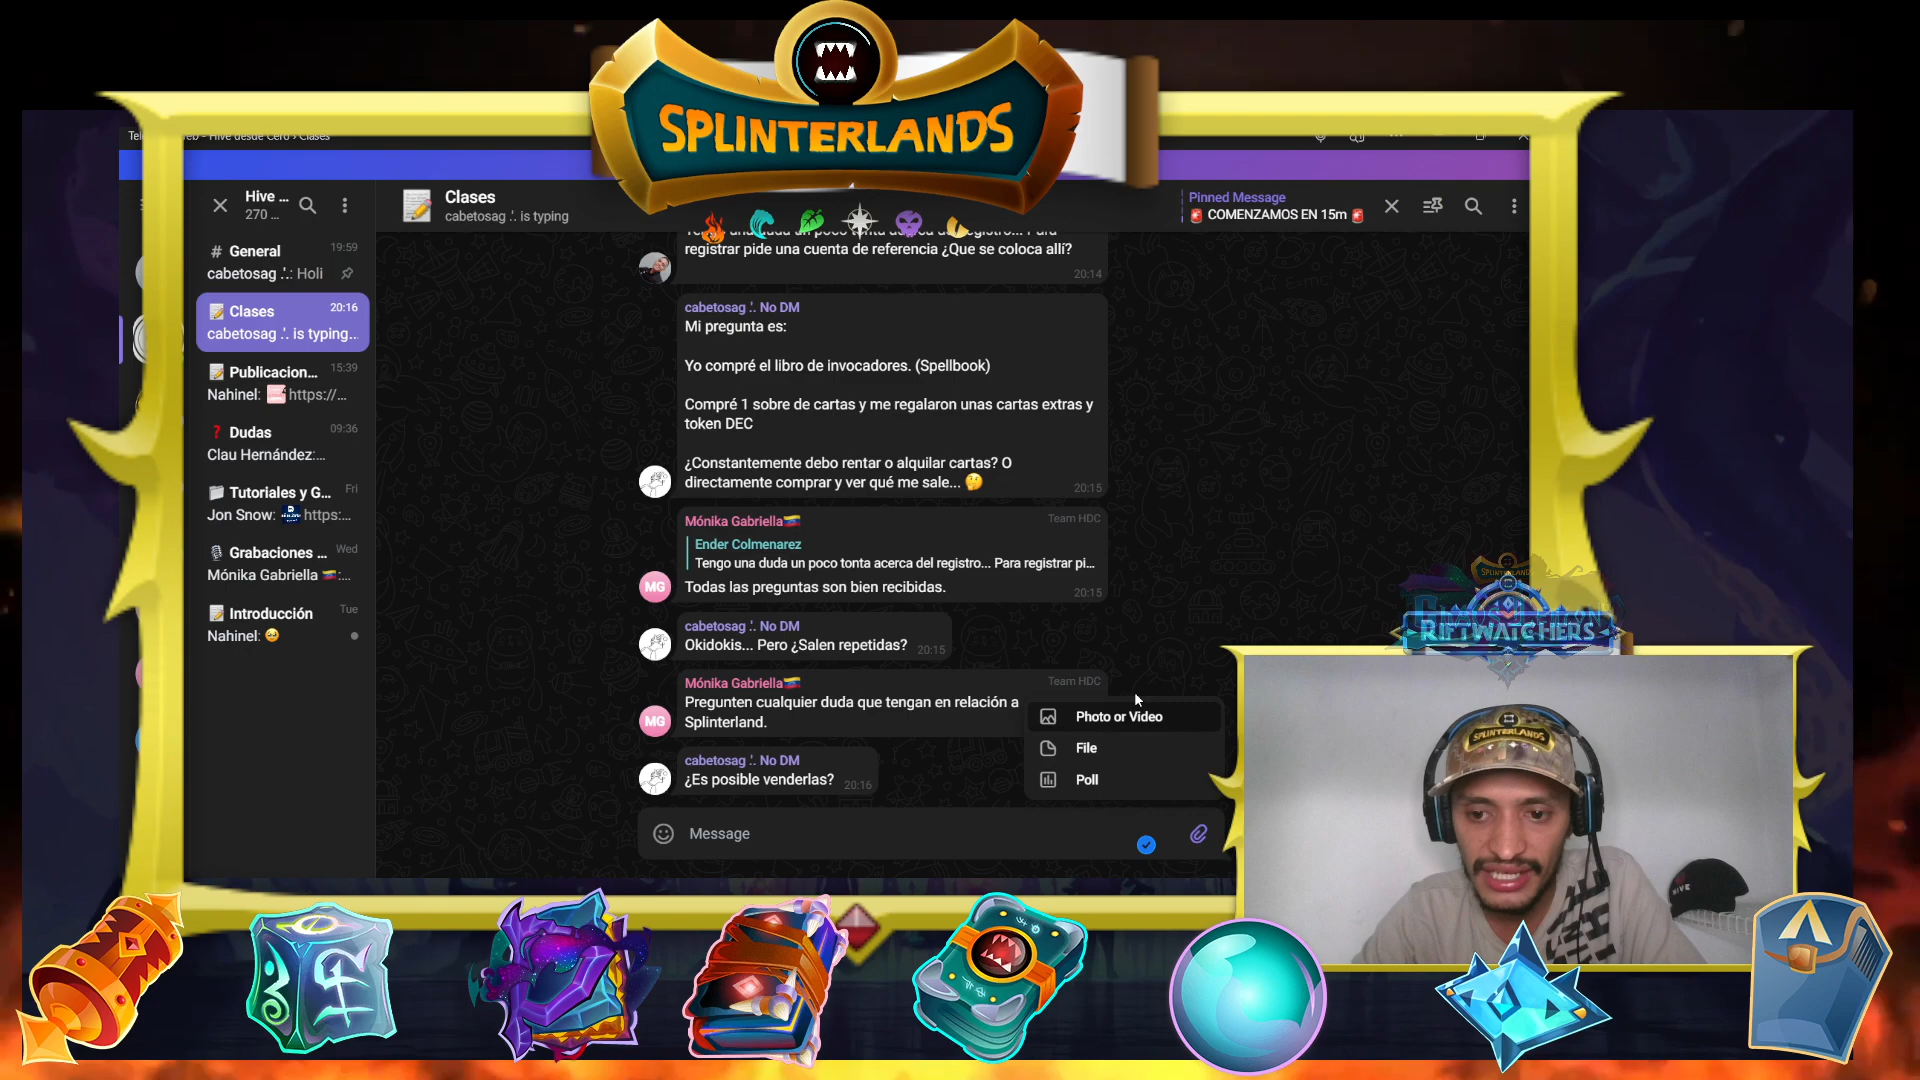 SPLINTERLANDS
Hive desde Cero › Clases
Hive ...
270 ...
Clases
cabetosag .'. is typing
Pinned Message
🚨 COMENZAMOS EN 15m 🚨
# General 19:59
cabetosag .'.: Holi
Clases 20:16
cabetosag .'. is typing...
Publicacion... 15:39
Nahinel: https://...
❓ Dudas 09:36
Clau Hernández:...
Tutoriales y G... Fri
Jon Snow: https:...
Grabaciones ... Wed
Mónika Gabriella 🇻🇪:...
Introducción Tue
Nahinel: 🥺
registrar pide una cuenta de referencia ¿Que se coloca allí?
20:14
cabetosag .'. No DM
Mi pregunta es:
Yo compré el libro de invocadores. (Spellbook)
Compré 1 sobre de cartas y me regalaron unas cartas extras y
token DEC
¿Constantemente debo rentar o alquilar cartas? O
directamente comprar y ver qué me sale... 🤔
20:15
Mónika Gabriella🇻🇪 Team HDC
Ender Colmenarez
Tengo una duda un poco tonta acerca del registro... Para registrar pi...
Todas las preguntas son bien recibidas.
20:15
cabetosag .'. No DM
Okidokis... Pero ¿Salen repetidas? 20:15
Mónika Gabriella🇻🇪 Team HDC
Pregunten cualquier duda que tengan en relación a
Splinterland.
cabetosag .'. No DM
¿Es posible venderlas? 20:16
Photo or Video
File
Poll
Message
RIFTWATCHERS
SPLINTERLANDS
MG
MG
HIVE